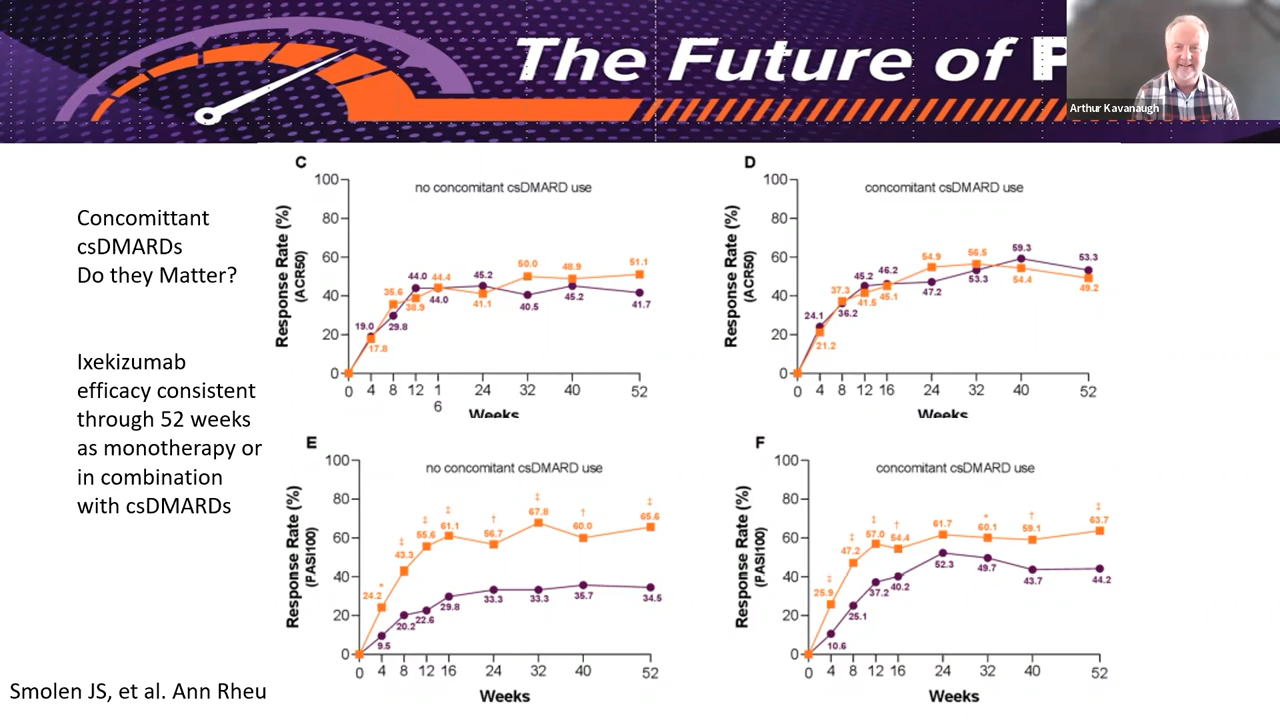 The Future of P
Arthur Kavanaugh
Concomittant
csDMARDs
Do they Matter?
Ixekizumab
efficacy consistent
through 52 weeks
as monotherapy or
in combination
with csDMARDs
C
no concomitant csDMARD use
Response Rate (%)
(ACR50)
100
80
60
40
20
0
19.0
17.8
35.6
29.8
44.0
38.9
44.4
44.0
45.2
41.1
50.0
40.5
48.9
45.2
51.1
41.7
0 4 8 12 1 24 32 40 52
6
Weeks
D
concomitant csDMARD use
Response Rate (%)
(ACR50)
100
80
60
40
20
0
24.1
21.2
37.3
36.2
45.2
41.5
46.2
45.1
54.9
47.2
56.5
53.3
59.3
54.4
53.3
49.2
0 4 8 12 16 24 32 40 52
Weeks
E
no concomitant csDMARD use
Response Rate (%)
(PASI100)
100
80
60
40
20
0
*
24.2
9.5
‡
43.3
20.2
‡
55.6
22.6
‡
61.1
29.8
†
56.7
33.3
‡
67.8
33.3
†
60.0
35.7
‡
65.6
34.5
0 4 8 12 16 24 32 40 52
Weeks
F
concomitant csDMARD use
Response Rate (%)
(PASI100)
100
80
60
40
20
0
‡
25.9
10.6
‡
47.2
25.1
‡
57.0
37.2
†
54.4
40.2
61.7
52.3
*
60.1
49.7
†
59.1
43.7
‡
63.7
44.2
0 4 8 12 16 24 32 40 52
Weeks
Smolen JS, et al. Ann Rheu